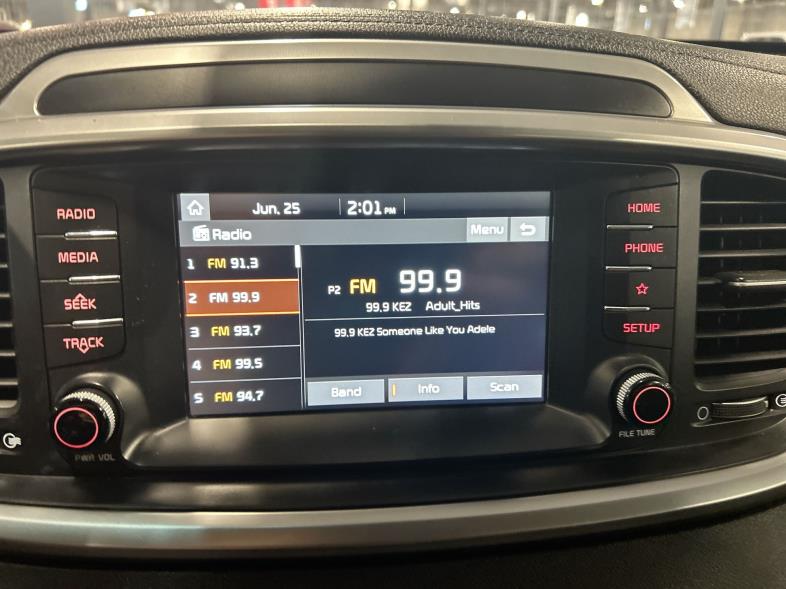 RADIO
MEDIA
SEEK
TRACK
PWR VOL
Jun. 25 2:01 PM
Radio Menu
1 FM 91.3
2 FM 99.9
3 FM 93.7
4 FM 99.5
5 FM 94.7
P2 FM 99.9
99.9 KEZ Adult_Hits
99.9 KEZ Someone Like You Adele
Band Info Scan
HOME
PHONE
SETUP
FILE TUNE